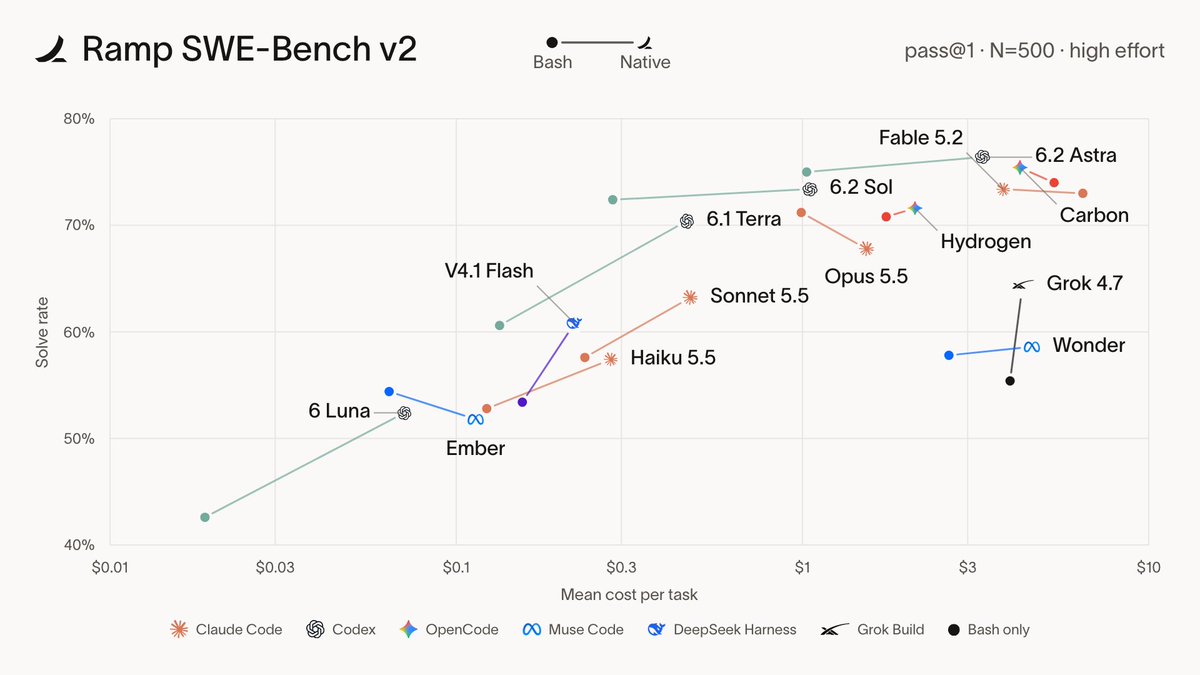 Ramp SWE-Bench v2
Bash
Native
pass@1 · N=500 · high effort
80%
70%
60%
50%
40%
Solve rate
Fable 5.2
6.2 Astra
6.2 Sol
Carbon
6.1 Terra
Hydrogen
V4.1 Flash
Opus 5.5
Grok 4.7
Sonnet 5.5
Wonder
Haiku 5.5
6 Luna
Ember
$0.01
$0.03
$0.1
$0.3
$1
$3
$10
Mean cost per task
Claude Code
Codex
OpenCode
Muse Code
DeepSeek Harness
Grok Build
Bash only